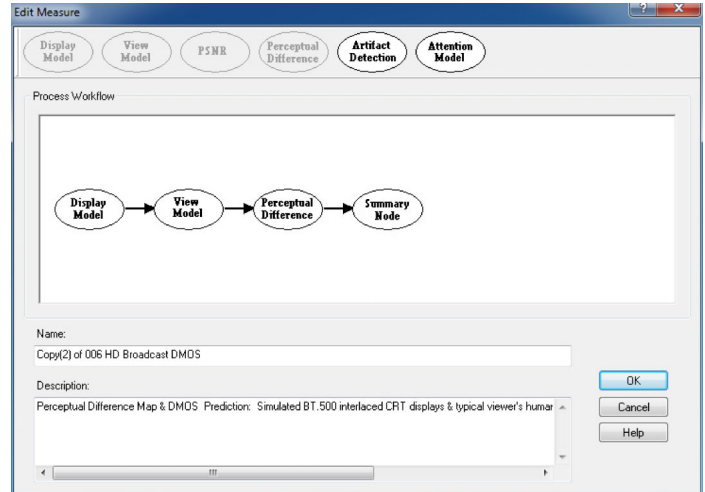 Edit Measure
?
X
Display
Model
View
Model
PSNR
Perceptual
Difference
Artifact
Detection
Attention
Model
Process Workflow
Display
Model
View
Model
Perceptual
Difference
Summary
Node
Name:
Copy(2) of 006 HD Broadcast DMOS
Description:
Perceptual Difference Map & DMOS Prediction: Simulated BT.500 interlaced CRT displays & typical viewer's humar
OK
Cancel
Help